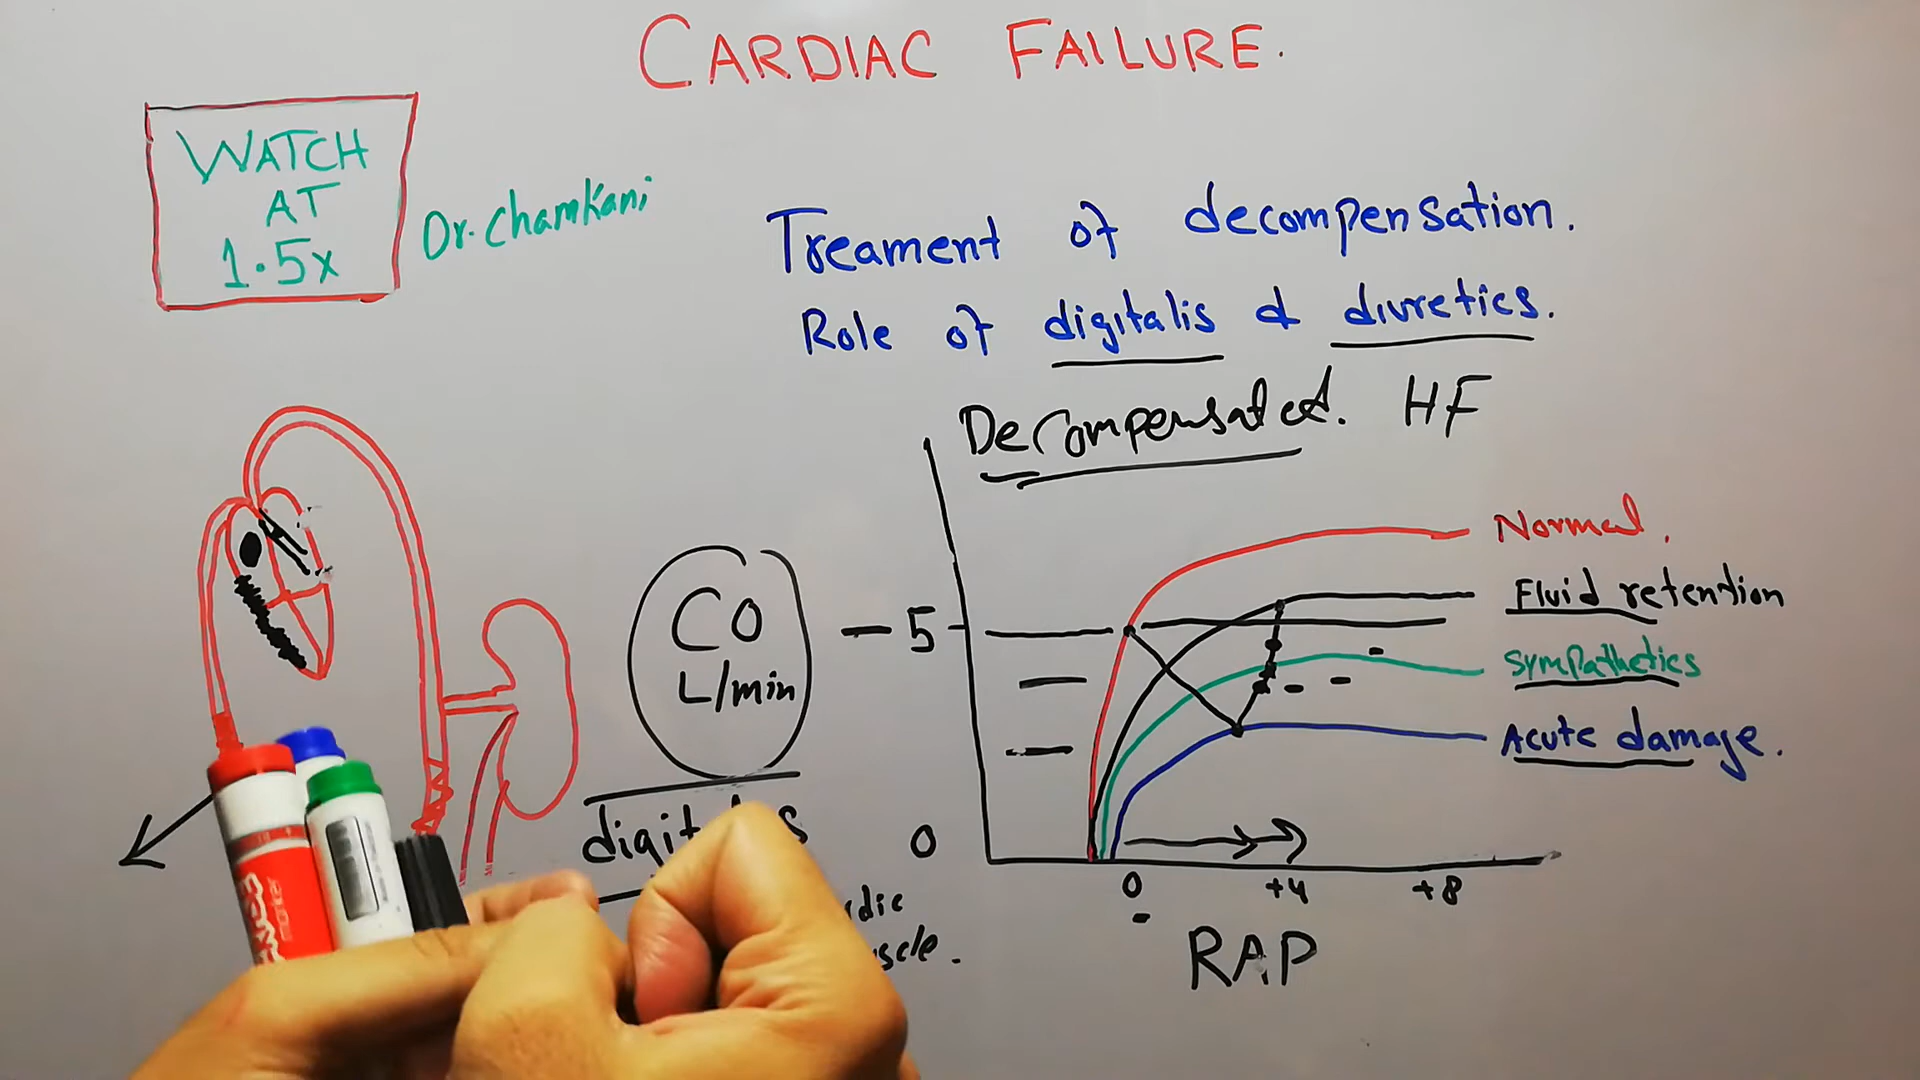 CARDIAC FAILURE.
WATCH
AT
1.5x
Dr. Chamkani
Treament of decompensation.
Role of digitalis & diuretics.
Decompensated. HF
Normal.
Fluid retention
Sympathetics
Acute damage.
CO
L/min
5
0
0 +4 +8
RAP